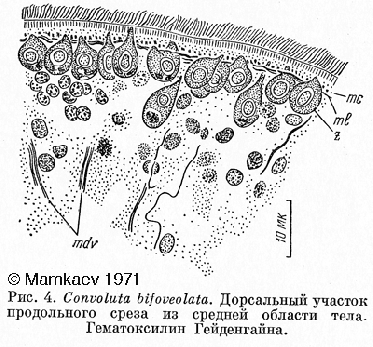 mc
ml
z
mdv
10 мк
© Mamkaev 1971
Рис. 4. Convoluta bifoveolata. Дорсальный участок
продольного среза из средней области тела.
Гематоксилин Гейденгайна.